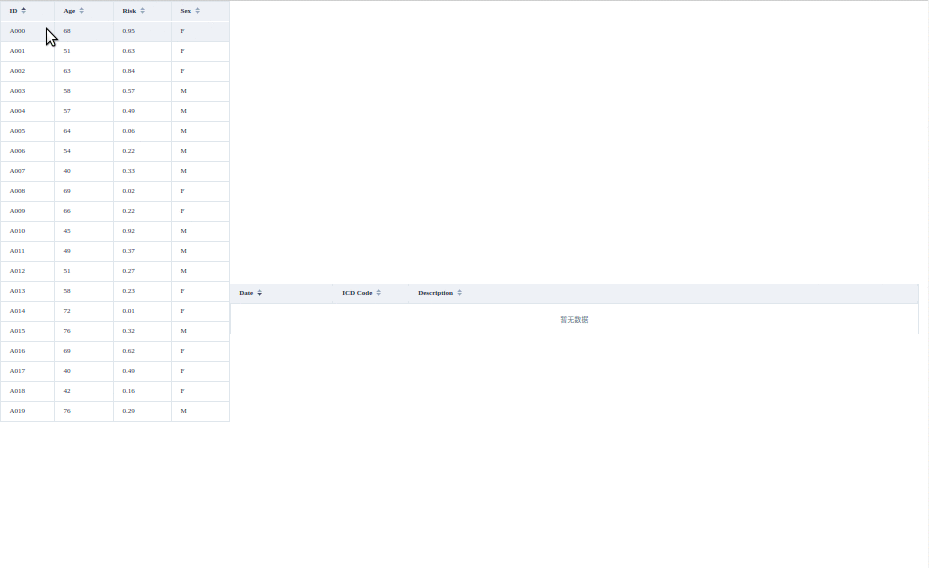 ID Age Risk Sex
A000 68 0.95 F
A001 51 0.63 F
A002 63 0.84 F
A003 58 0.57 M
A004 57 0.49 M
A005 64 0.06 M
A006 54 0.22 M
A007 40 0.33 M
A008 69 0.02 F
A009 66 0.22 F
A010 45 0.92 M
A011 49 0.37 M
A012 51 0.27 M
A013 58 0.23 F
A014 72 0.01 F
A015 76 0.32 M
A016 69 0.62 F
A017 40 0.49 F
A018 42 0.16 F
A019 76 0.29 M
Date ICD Code Description
暂无数据